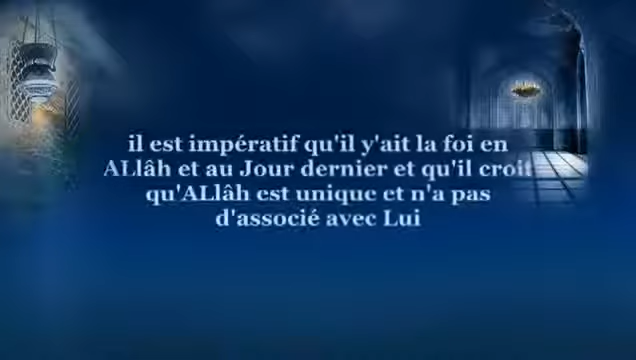 il est impératif qu'il y'ait la foi en
ALlâh et au Jour dernier et qu'il croit
qu'ALlâh est unique et n'a pas
d'associé avec Lui